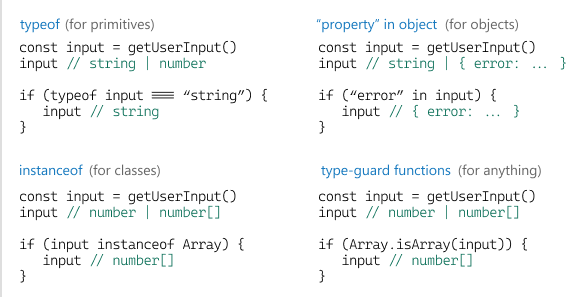 typeof (for primitives)
const input = getUserInput()
input // string | number
if (typeof input === “string”) {
input // string
}
“property” in object (for objects)
const input = getUserInput()
input // string | { error: ... }
if (“error” in input) {
input // { error: ... }
}
instanceof (for classes)
const input = getUserInput()
input // number | number[]
if (input instanceof Array) {
input // number[]
}
type-guard functions (for anything)
const input = getUserInput()
input // number | number[]
if (Array.isArray(input)) {
input // number[]
}